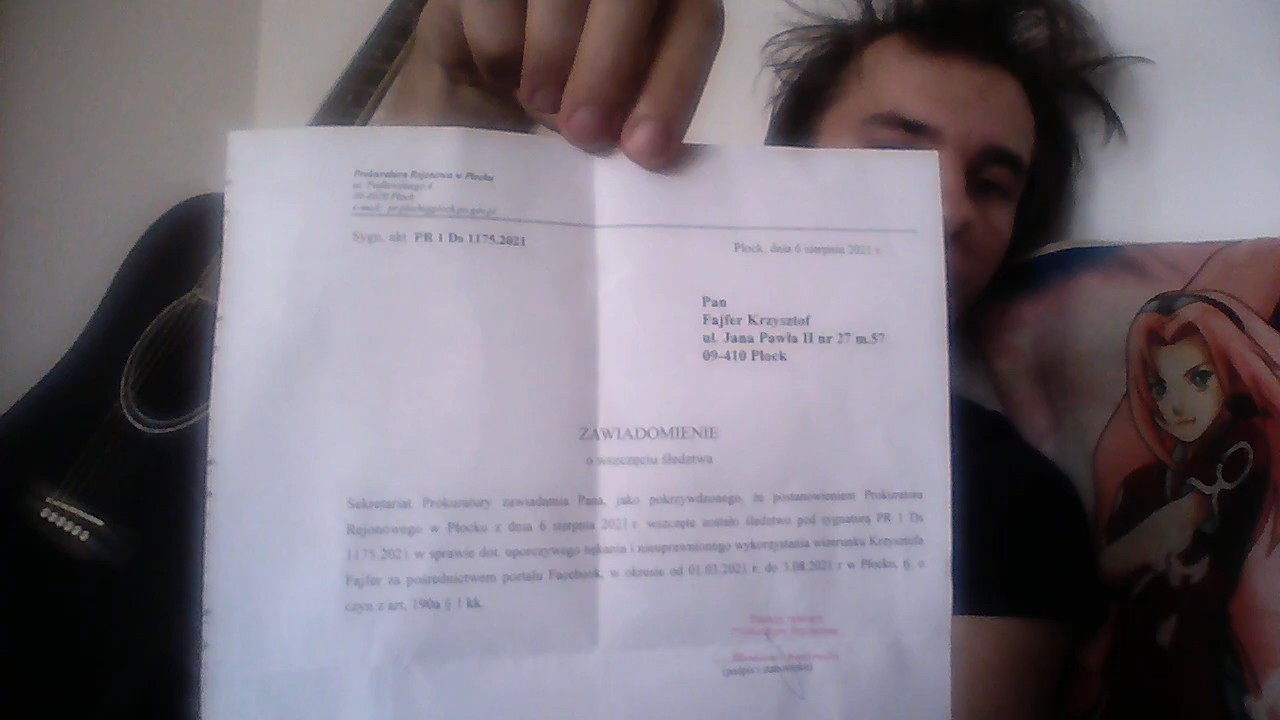 Prokuratura Rejonowa w Płocku
09-402 Płock
e-mail:
Sygn. akt PR 1 Ds 1175.2021
Płock, dnia 6 sierpnia 2021 r.
Pan
Fajfer Krzysztof
ul. Jana Pawła II nr 27 m.57
09-410 Płock
ZAWIADOMIENIE
o wszczęciu śledztwa
Sekretariat Prokuratury zawiadamia Pana, jako pokrzywdzonego, że postanowieniem Prokuratora
Rejonowego w Płocku z dnia 6 sierpnia 2021 r. wszczęte zostało śledztwo pod sygnaturą PR 1 Ds
1175.2021 w sprawie dot. uporczywego nękania i nieuprawnionego wykorzystania wizerunku Krzysztofa
Fajfer za pośrednictwem portalu Facebook, w okresie od 01.03.2021 r. do 3.08.2021 r w Płocku, tj. o
czyn z art. 190a § 1 kk.
(podpis i stanowisko)